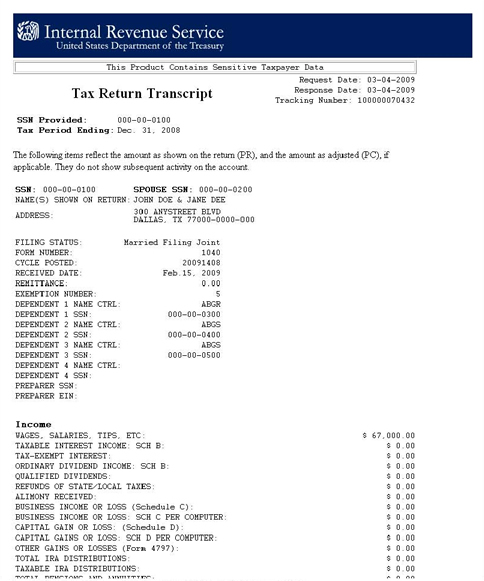 Internal Revenue Service
United States Department of the Treasury
This Product Contains Sensitive Taxpayer Data
Request Date: 03-04-2009
Response Date: 03-04-2009
Tracking Number: 100000070432
Tax Return Transcript
SSN Provided: 000-00-0100
Tax Period Ending: Dec. 31, 2008
The following items reflect the amount as shown on the return (PR), and the amount as adjusted (PC), if
applicable. They do not show subsequent activity on the account.
SSN: 000-00-0100 SPOUSE SSN: 000-00-0200
NAME(S) SHOWN ON RETURN: JOHN DOE & JANE DEE
ADDRESS: 300 ANYSTREET BLVD
DALLAS, TX 77000-0000-000
FILING STATUS: Married Filing Joint
FORM NUMBER: 1040
CYCLE POSTED: 20091408
RECEIVED DATE: Feb.15, 2009
REMITTANCE: 0.00
EXEMPTION NUMBER: 5
DEPENDENT 1 NAME CTRL: ABGR
DEPENDENT 1 SSN: 000-00-0300
DEPENDENT 2 NAME CTRL: ABGS
DEPENDENT 2 SSN: 000-00-0400
DEPENDENT 3 NAME CTRL: ABGS
DEPENDENT 3 SSN: 000-00-0500
DEPENDENT 4 NAME CTRL:
DEPENDENT 4 SSN:
PREPARER SSN:
PREPARER EIN:
Income
WAGES, SALARIES, TIPS, ETC: $ 67,000.00
TAXABLE INTEREST INCOME: SCH B: $ 0.00
TAX-EXEMPT INTEREST: $ 0.00
ORDINARY DIVIDEND INCOME: SCH B: $ 0.00
QUALIFIED DIVIDENDS: $ 0.00
REFUNDS OF STATE/LOCAL TAXES: $ 0.00
ALIMONY RECEIVED: $ 0.00
BUSINESS INCOME OR LOSS (Schedule C): $ 0.00
BUSINESS INCOME OR LOSS: SCH C PER COMPUTER: $ 0.00
CAPITAL GAIN OR LOSS: (Schedule D): $ 0.00
CAPITAL GAINS OR LOSS: SCH D PER COMPUTER: $ 0.00
OTHER GAINS OR LOSSES (Form 4797): $ 0.00
TOTAL IRA DISTRIBUTIONS: $ 0.00
TAXABLE IRA DISTRIBUTIONS: $ 0.00
TOTAL PENSIONS AND ANNUITIES: $ 0.00